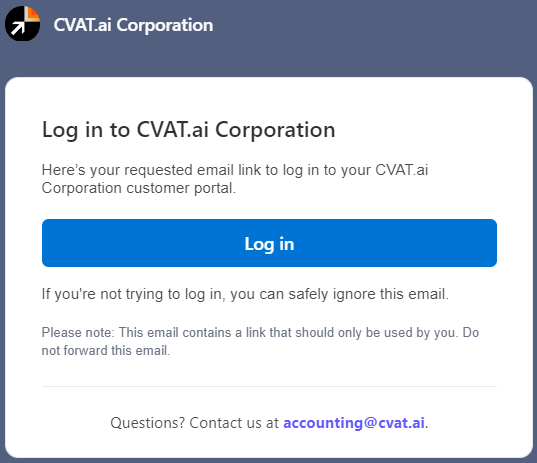 CVAT.ai Corporation
Log in to CVAT.ai Corporation
Here’s your requested email link to log in to your CVAT.ai
Corporation customer portal.
Log in
If you're not trying to log in, you can safely ignore this email.
Please note: This email contains a link that should only be used by you. Do
not forward this email.
Questions? Contact us at accounting@cvat.ai.